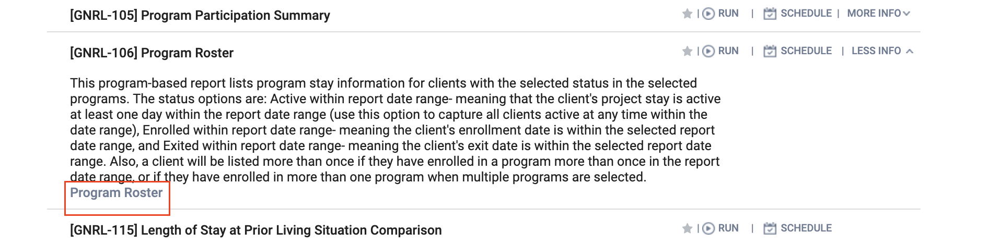 [GNRL-105] Program Participation Summary | RUN | SCHEDULE | MORE INFO
[GNRL-106] Program Roster | RUN | SCHEDULE | LESS INFO
This program-based report lists program stay information for clients with the selected status in the selected
programs. The status options are: Active within report date range- meaning that the client's project stay is active
at least one day within the report date range (use this option to capture all clients active at any time within the
date range), Enrolled within report date range- meaning the client's enrollment date is within the selected report
date range, and Exited within report date range- meaning the client's exit date is within the selected report date
range. Also, a client will be listed more than once if they have enrolled in a program more than once in the report
date range, or if they have enrolled in more than one program when multiple programs are selected.
Program Roster
[GNRL-115] Length of Stay at Prior Living Situation Comparison | RUN | SCHEDULE